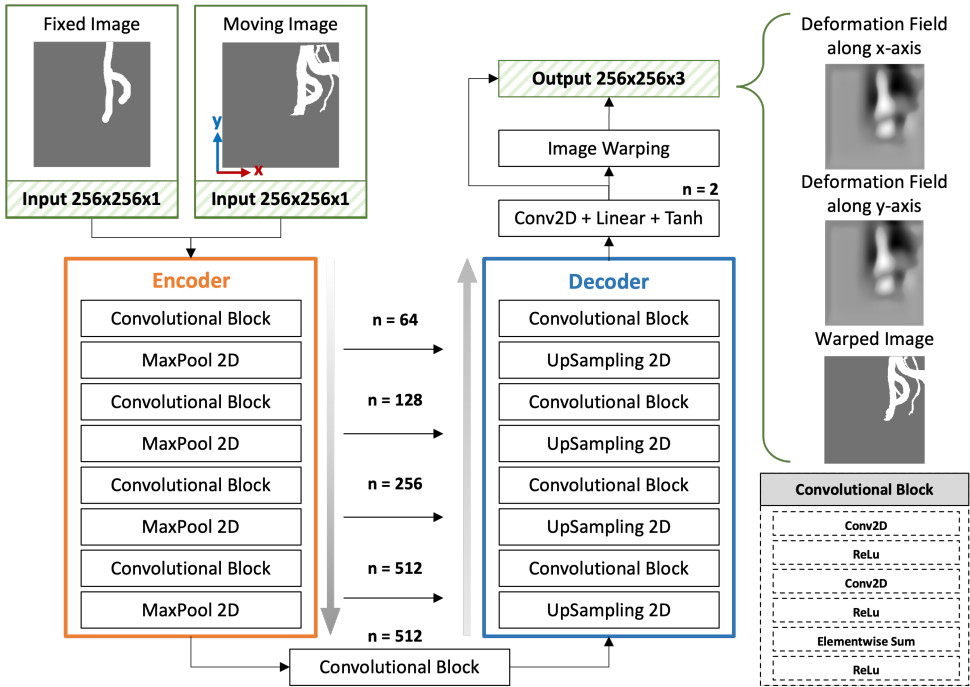 Fixed Image
Moving Image
y
x
Input 256x256x1
Input 256x256x1
Encoder
Convolutional Block
MaxPool 2D
Convolutional Block
MaxPool 2D
Convolutional Block
MaxPool 2D
Convolutional Block
MaxPool 2D
n = 64
n = 128
n = 256
n = 512
n = 512
Convolutional Block
Output 256x256x3
Image Warping
n = 2
Conv2D + Linear + Tanh
Decoder
Convolutional Block
UpSampling 2D
Convolutional Block
UpSampling 2D
Convolutional Block
UpSampling 2D
Convolutional Block
UpSampling 2D
Deformation Field
along x-axis
Deformation Field
along y-axis
Warped Image
Convolutional Block
Conv2D
ReLu
Conv2D
ReLu
Elementwise Sum
ReLu